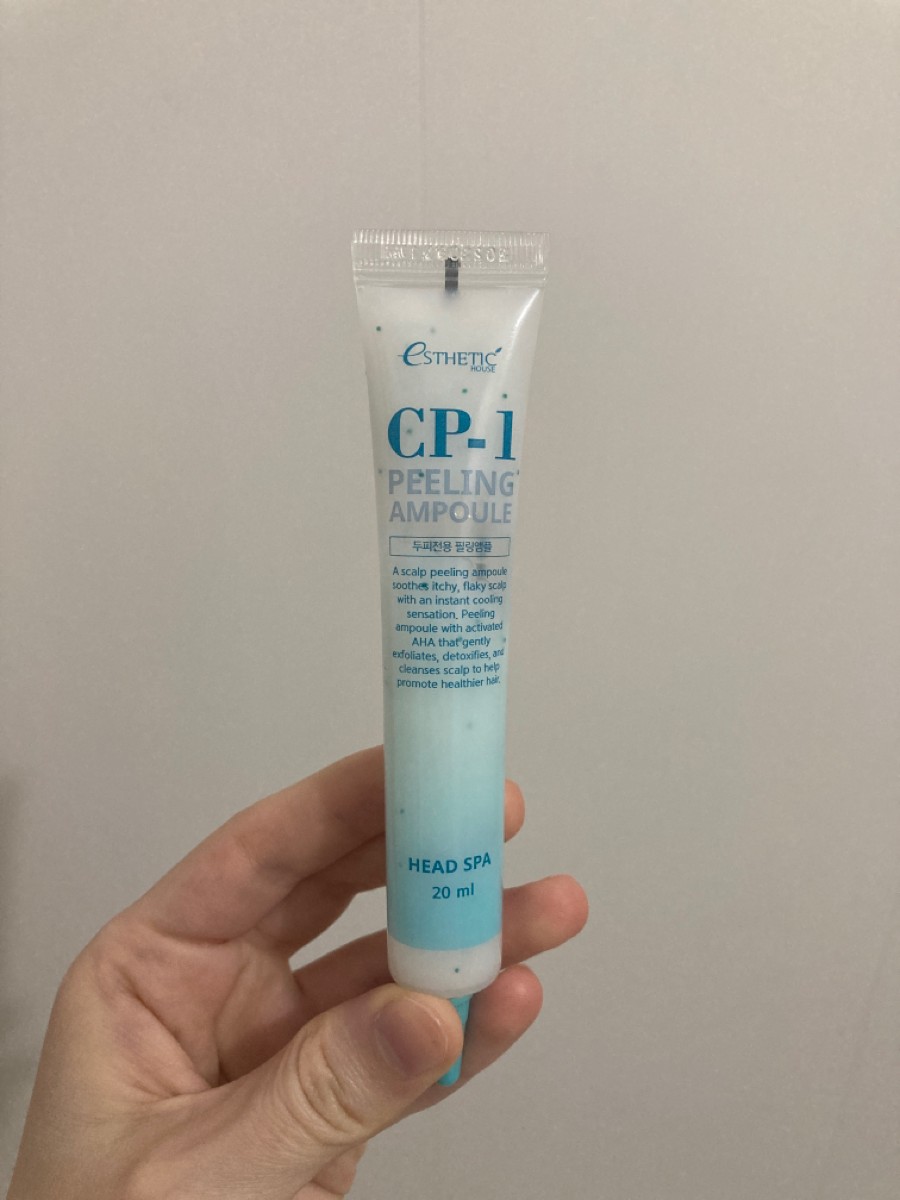 eSTHETIC
HOUSE
CP-1
PEELING
AMPOULE
두피전용 필링앰플
A scalp peeling ampoule
soothes itchy, flaky scalp
with an instant cooling
sensation. Peeling
ampoule with activated
AHA that gently
exfoliates, detoxifies, and
cleanses scalp to help
promote healthier hair.
HEAD SPA
20 ml